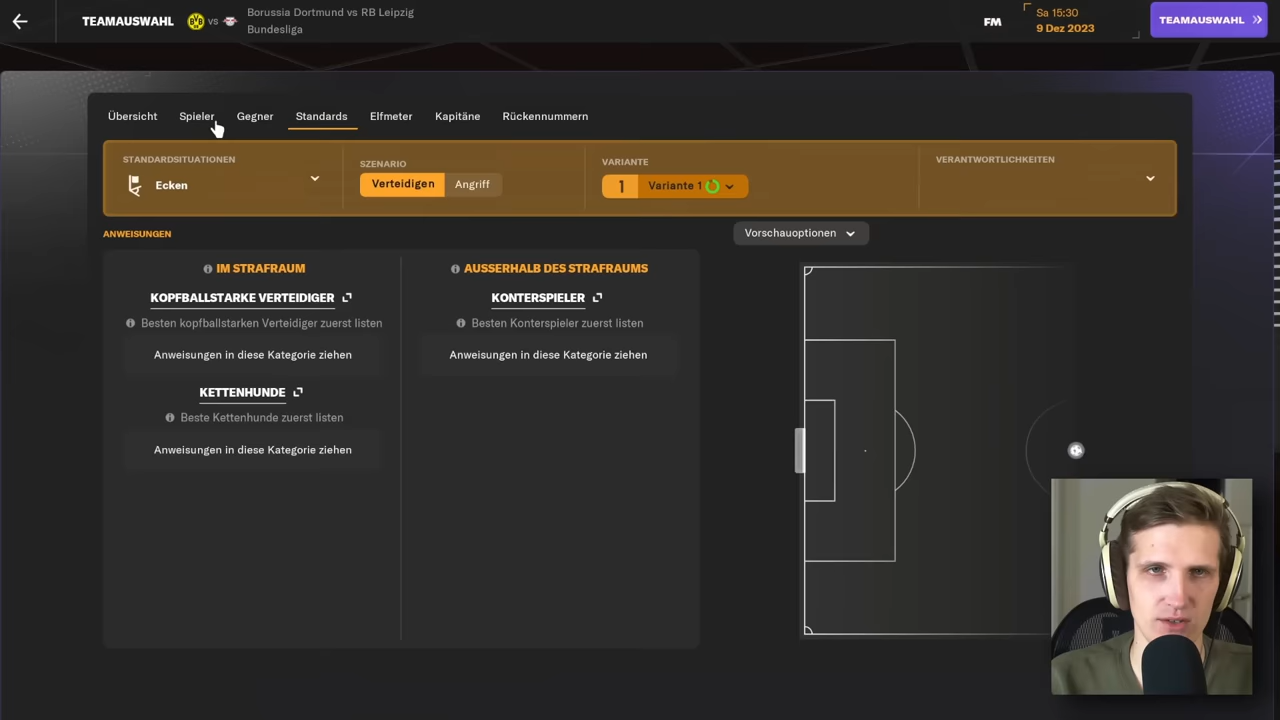 TEAMAUSWAHL
vs
Borussia Dortmund vs RB Leipzig
Bundesliga
FM
Sa 15:30
9 Dez 2023
TEAMAUSWAHL
Übersicht
Spieler
Gegner
Standards
Elfmeter
Kapitäne
Rückennummern
STANDARDSITUATIONEN
Ecken
SZENARIO
Verteidigen
Angriff
VARIANTE
1
Variante 1
VERANTWORTLICHKEITEN
ANWEISUNGEN
Vorschauoptionen
IM STRAFRAUM
KOPFBALLSTARKE VERTEIDIGER
Besten kopfballstarken Verteidiger zuerst listen
Anweisungen in diese Kategorie ziehen
KETTENHUNDE
Beste Kettenhunde zuerst listen
Anweisungen in diese Kategorie ziehen
AUSSERHALB DES STRAFRAUMS
KONTERSPIELER
Besten Konterspieler zuerst listen
Anweisungen in diese Kategorie ziehen